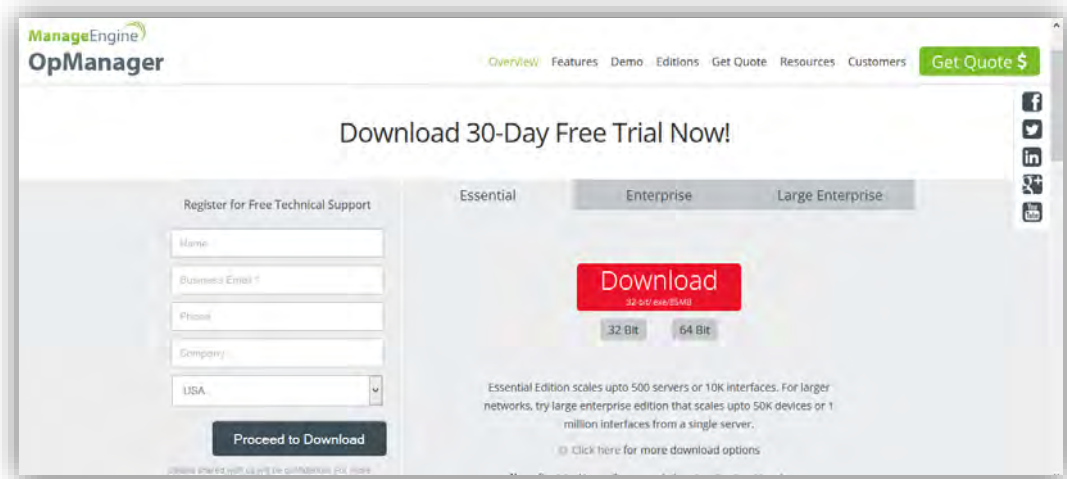 ManageEngine
OpManager
Overview Features Demo Editions Get Quote Resources Customers Get Quote $
Download 30-Day Free Trial Now!
Register for Free Technical Support
Name
Business Email *
Phone
Company
USA
Proceed to Download
Essential Enterprise Large Enterprise
Download
32-bit/ exe/85MB
32 Bit 64 Bit
Essential Edition scales upto 500 servers or 10K interfaces. For larger
networks, try large enterprise edition that scales upto 50K devices or 1
million interfaces from a single server.
Click here for more download options
You Tube